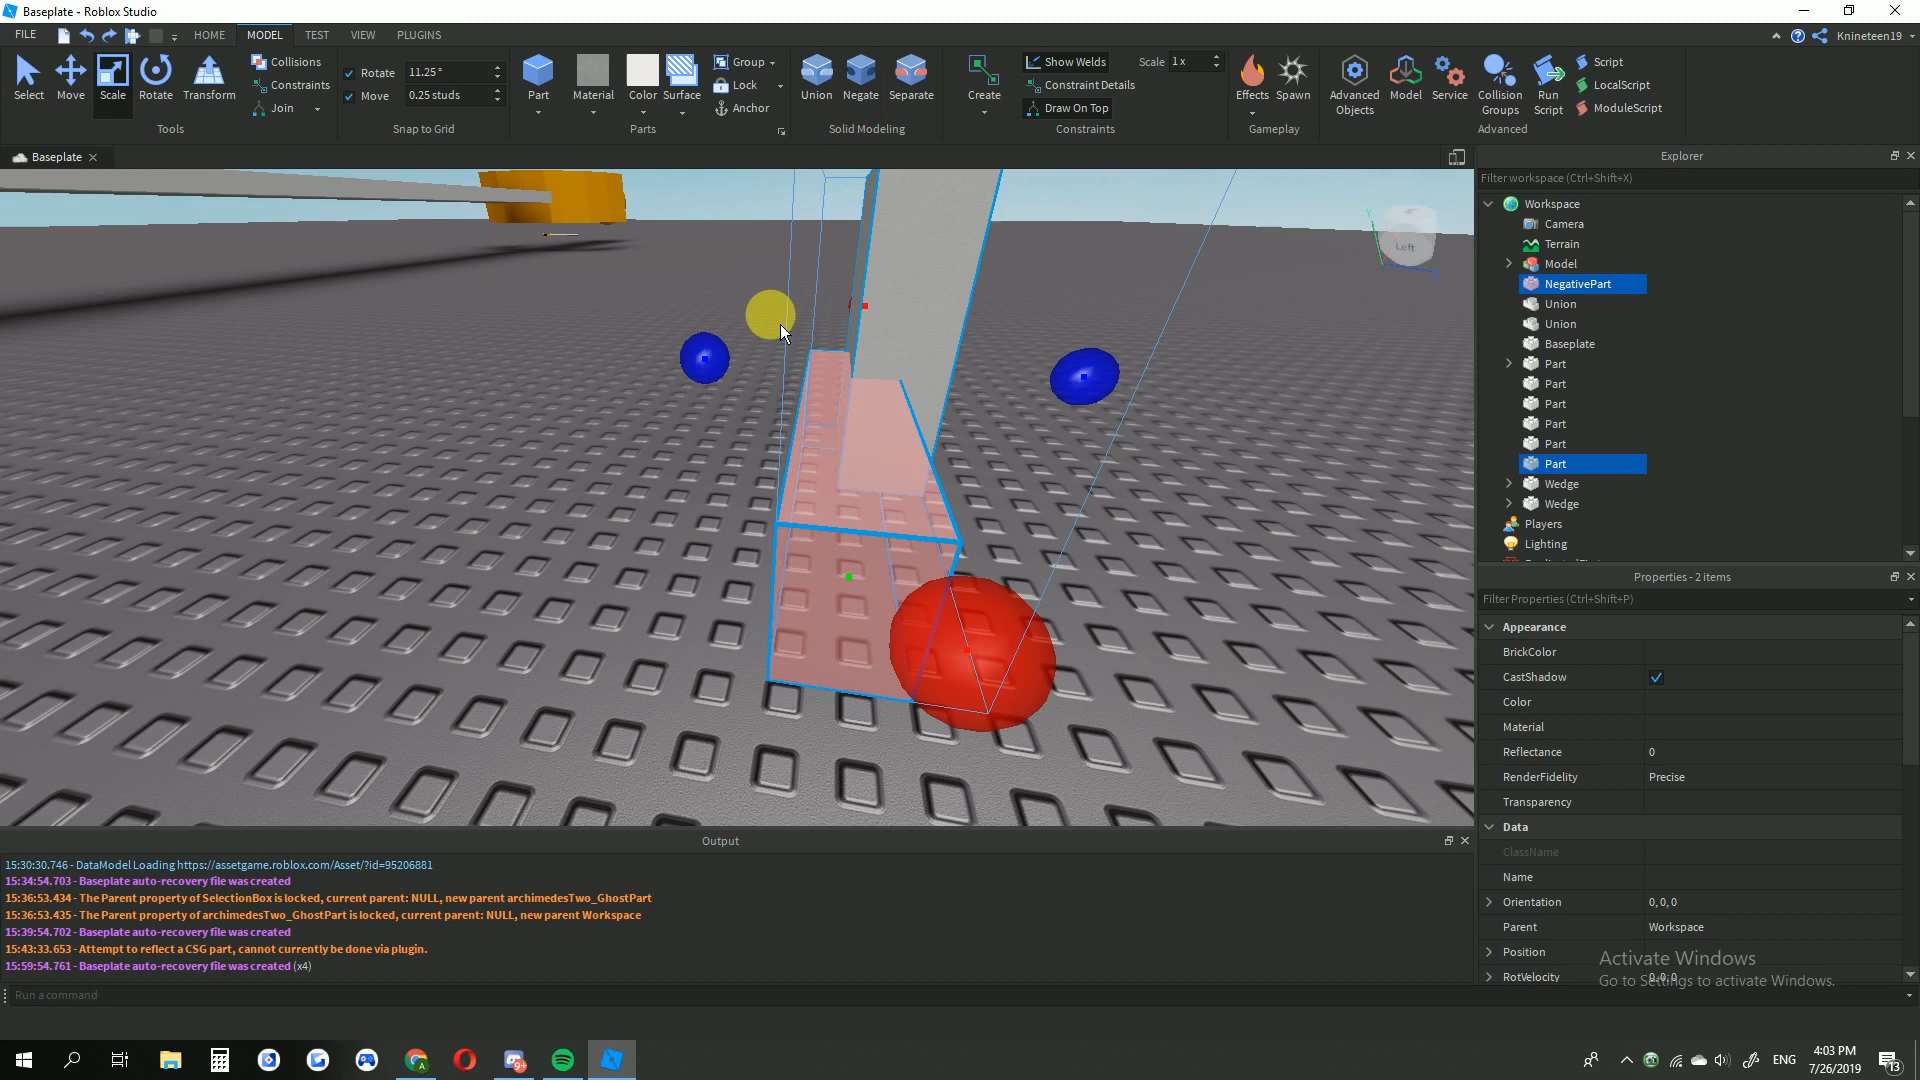 Baseplate - Roblox Studio
FILE HOME MODEL TEST VIEW PLUGINS Knineteen19
Select Move Scale Rotate Transform
Collisions
Constraints
Join
Tools
Rotate 11.25 °
Move 0.25 studs
Snap to Grid
Part Material Color Surface
Group
Lock
Anchor
Parts
Union Negate Separate
Solid Modeling
Create
Show Welds Scale 1 x
Constraint Details
Draw On Top
Constraints
Effects Spawn
Gameplay
Advanced Objects Model Service Collision Groups Run Script
Script
LocalScript
ModuleScript
Advanced
Baseplate
Left
Explorer
Filter workspace (Ctrl+Shift+X)
Workspace
Camera
Terrain
Model
NegativePart
Union
Union
Baseplate
Part
Part
Part
Part
Part
Part
Wedge
Wedge
Players
Lighting
Properties - 2 items
Filter Properties (Ctrl+Shift+P)
Appearance
BrickColor
CastShadow
Color
Material
Reflectance 0
RenderFidelity Precise
Transparency
Data
ClassName
Name
Orientation 0,0,0
Parent Workspace
Position
RotVelocity 0,0,0
Activate Windows
Go to Settings to activate Windows.
Output
15:30:30.746 - DataModel Loading https://assetgame.roblox.com/Asset/?id=95206881
15:34:54.703 - Baseplate auto-recovery file was created
15:36:53.434 - The Parent property of SelectionBox is locked, current parent: NULL, new parent archimedesTwo_GhostPart
15:36:53.435 - The Parent property of archimedesTwo_GhostPart is locked, current parent: NULL, new parent Workspace
15:39:54.702 - Baseplate auto-recovery file was created
15:43:33.653 - Attempt to reflect a CSG part, cannot currently be done via plugin.
15:59:54.761 - Baseplate auto-recovery file was created (x4)
Run a command
A
9+
ENG
4:03 PM
7/26/2019
13